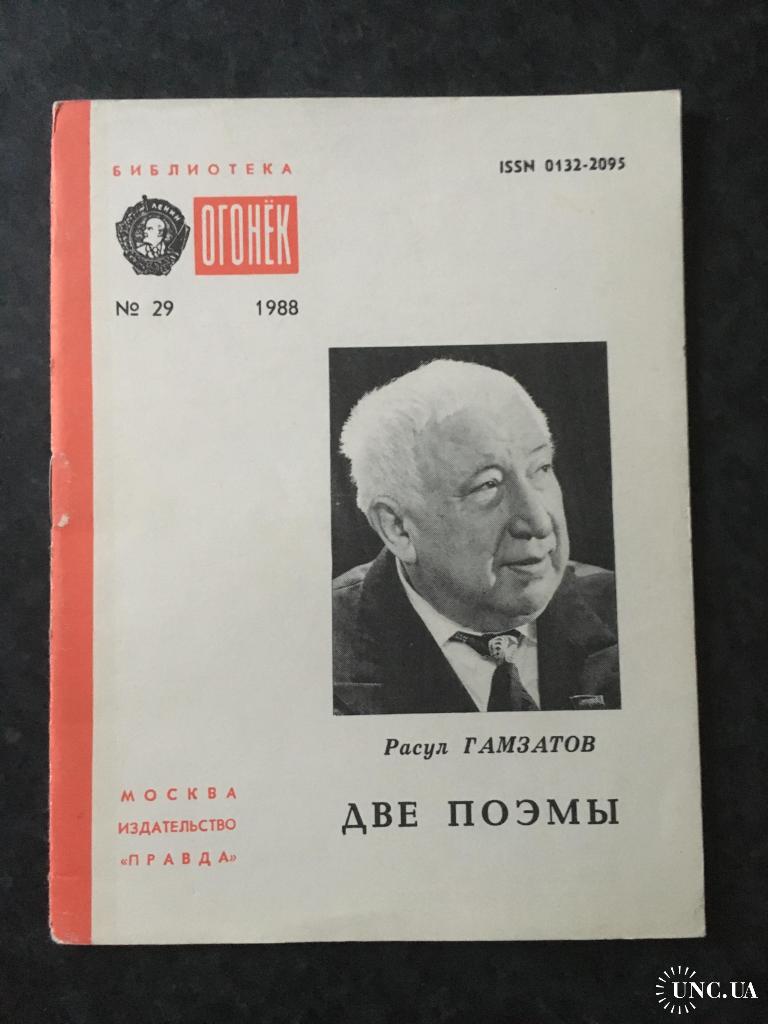 БИБЛИОТЕКА
ISSN 0132-2095
ЛЕНИН
ОГОНЁК
№ 29 1988
Расул ГАМЗАТОВ
ДВЕ ПОЭМЫ
МОСКВА
ИЗДАТЕЛЬСТВО
«ПРАВДА»
UNC.UA